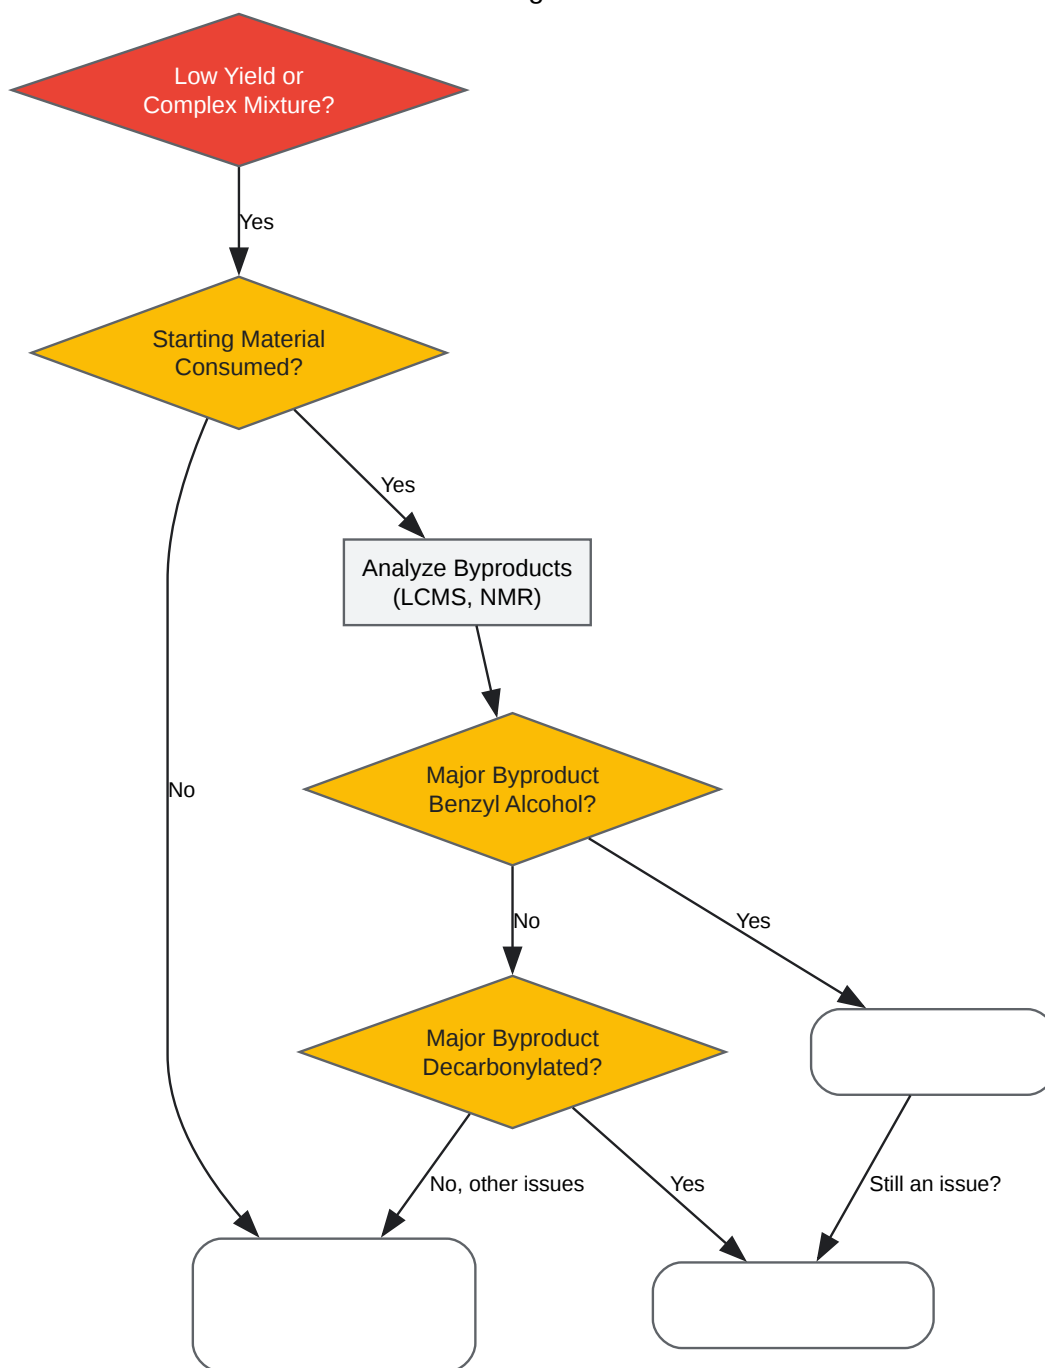 Low Yield or
Complex Mixture?
Yes
Starting Material
Consumed?
Yes
Analyze Byproducts
(LCMS, NMR)
Major Byproduct
Benzyl Alcohol?
No
No
Yes
Major Byproduct
Decarbonylated?
No, other issues
Yes
Still an issue?